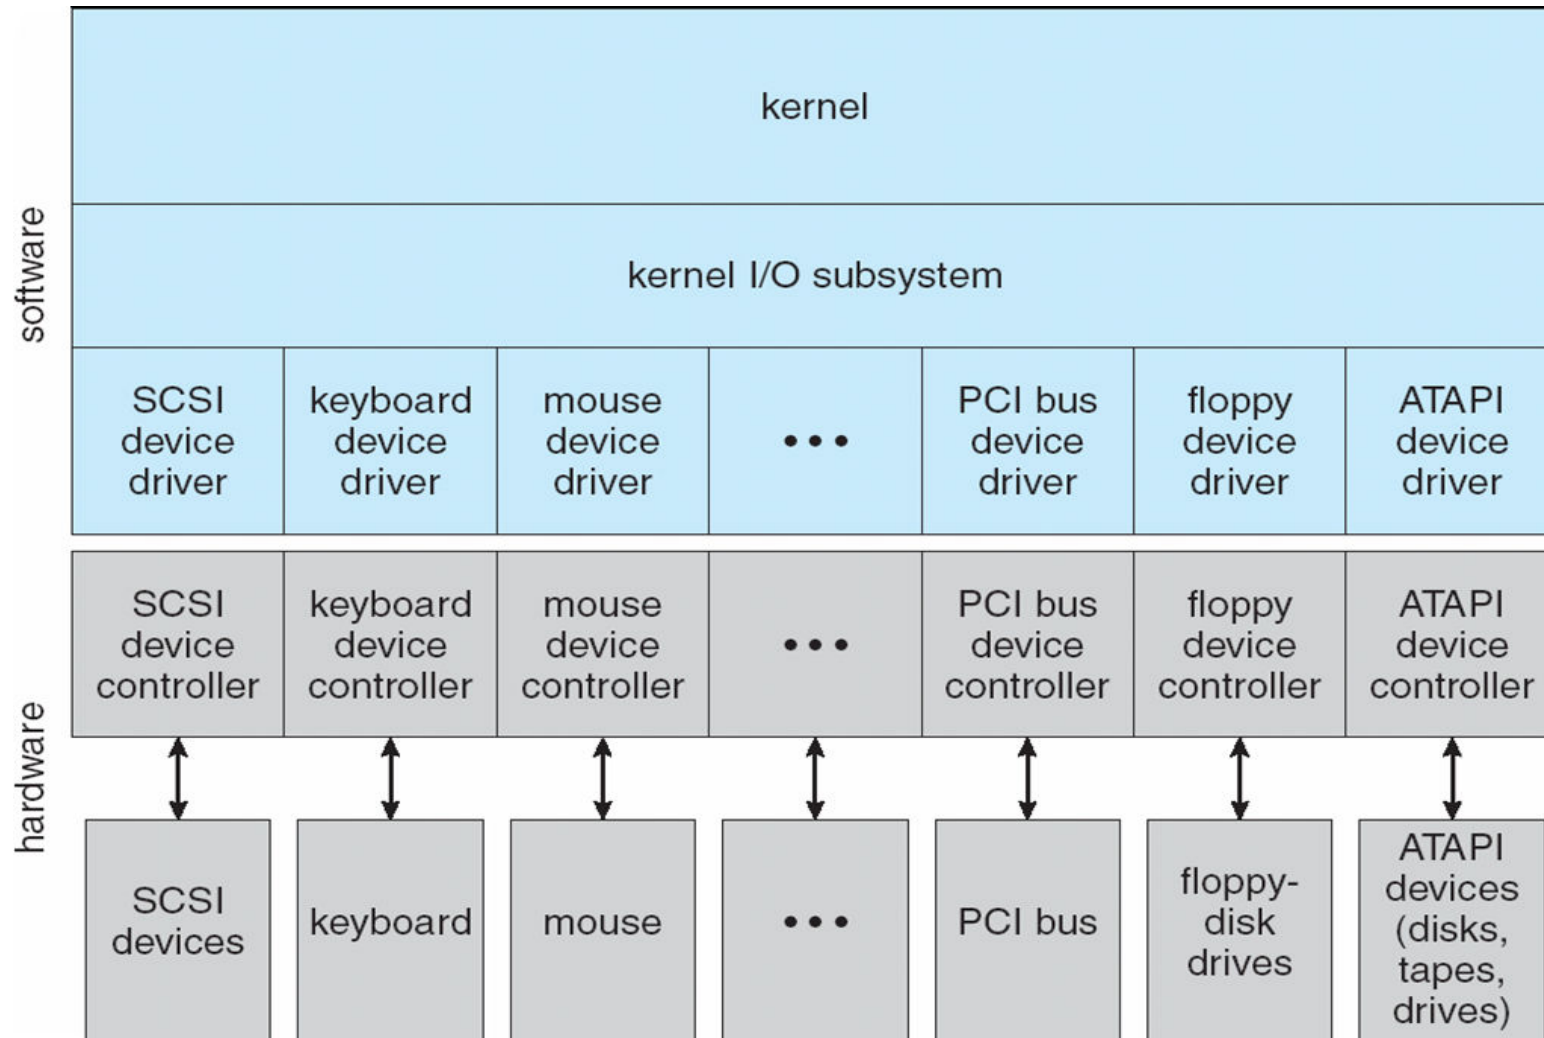 kernel
software
kernel I/O subsystem
SCSI
device
driver
keyboard
device
driver
mouse
device
driver
•••
PCI bus
device
driver
floppy
device
driver
ATAPI
device
driver
hardware
SCSI
device
controller
keyboard
device
controller
mouse
device
controller
•••
PCI bus
device
controller
floppy
device
controller
ATAPI
device
controller
SCSI
devices
keyboard
mouse
•••
PCI bus
floppy-
disk
drives
ATAPI
devices
(disks,
tapes,
drives)